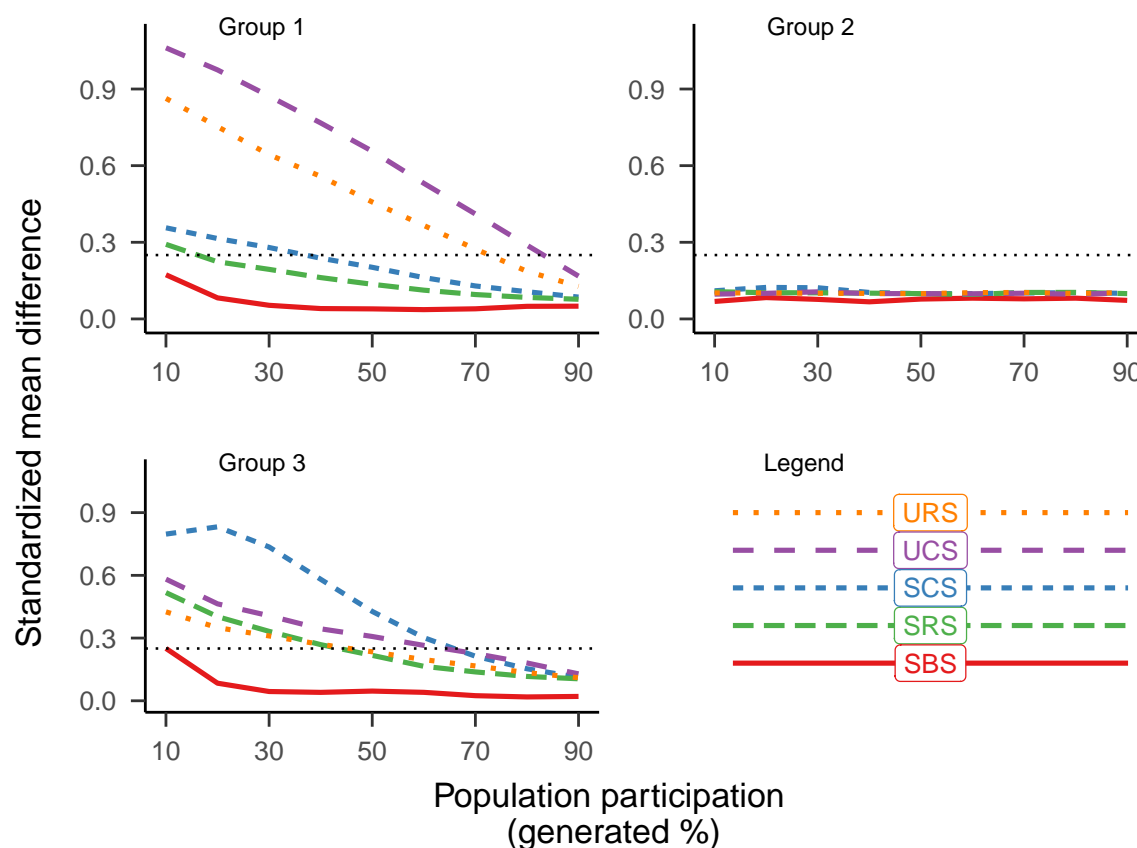 Group 1
Group 2
0.9
0.6
0.3
0.0
10 30 50 70 90
0.9
0.6
0.3
0.0
10 30 50 70 90
Group 3
Legend
0.9
0.6
0.3
0.0
10 30 50 70 90
URS
UCS
SCS
SRS
SBS
Standardized mean difference
Population participation
(generated %)